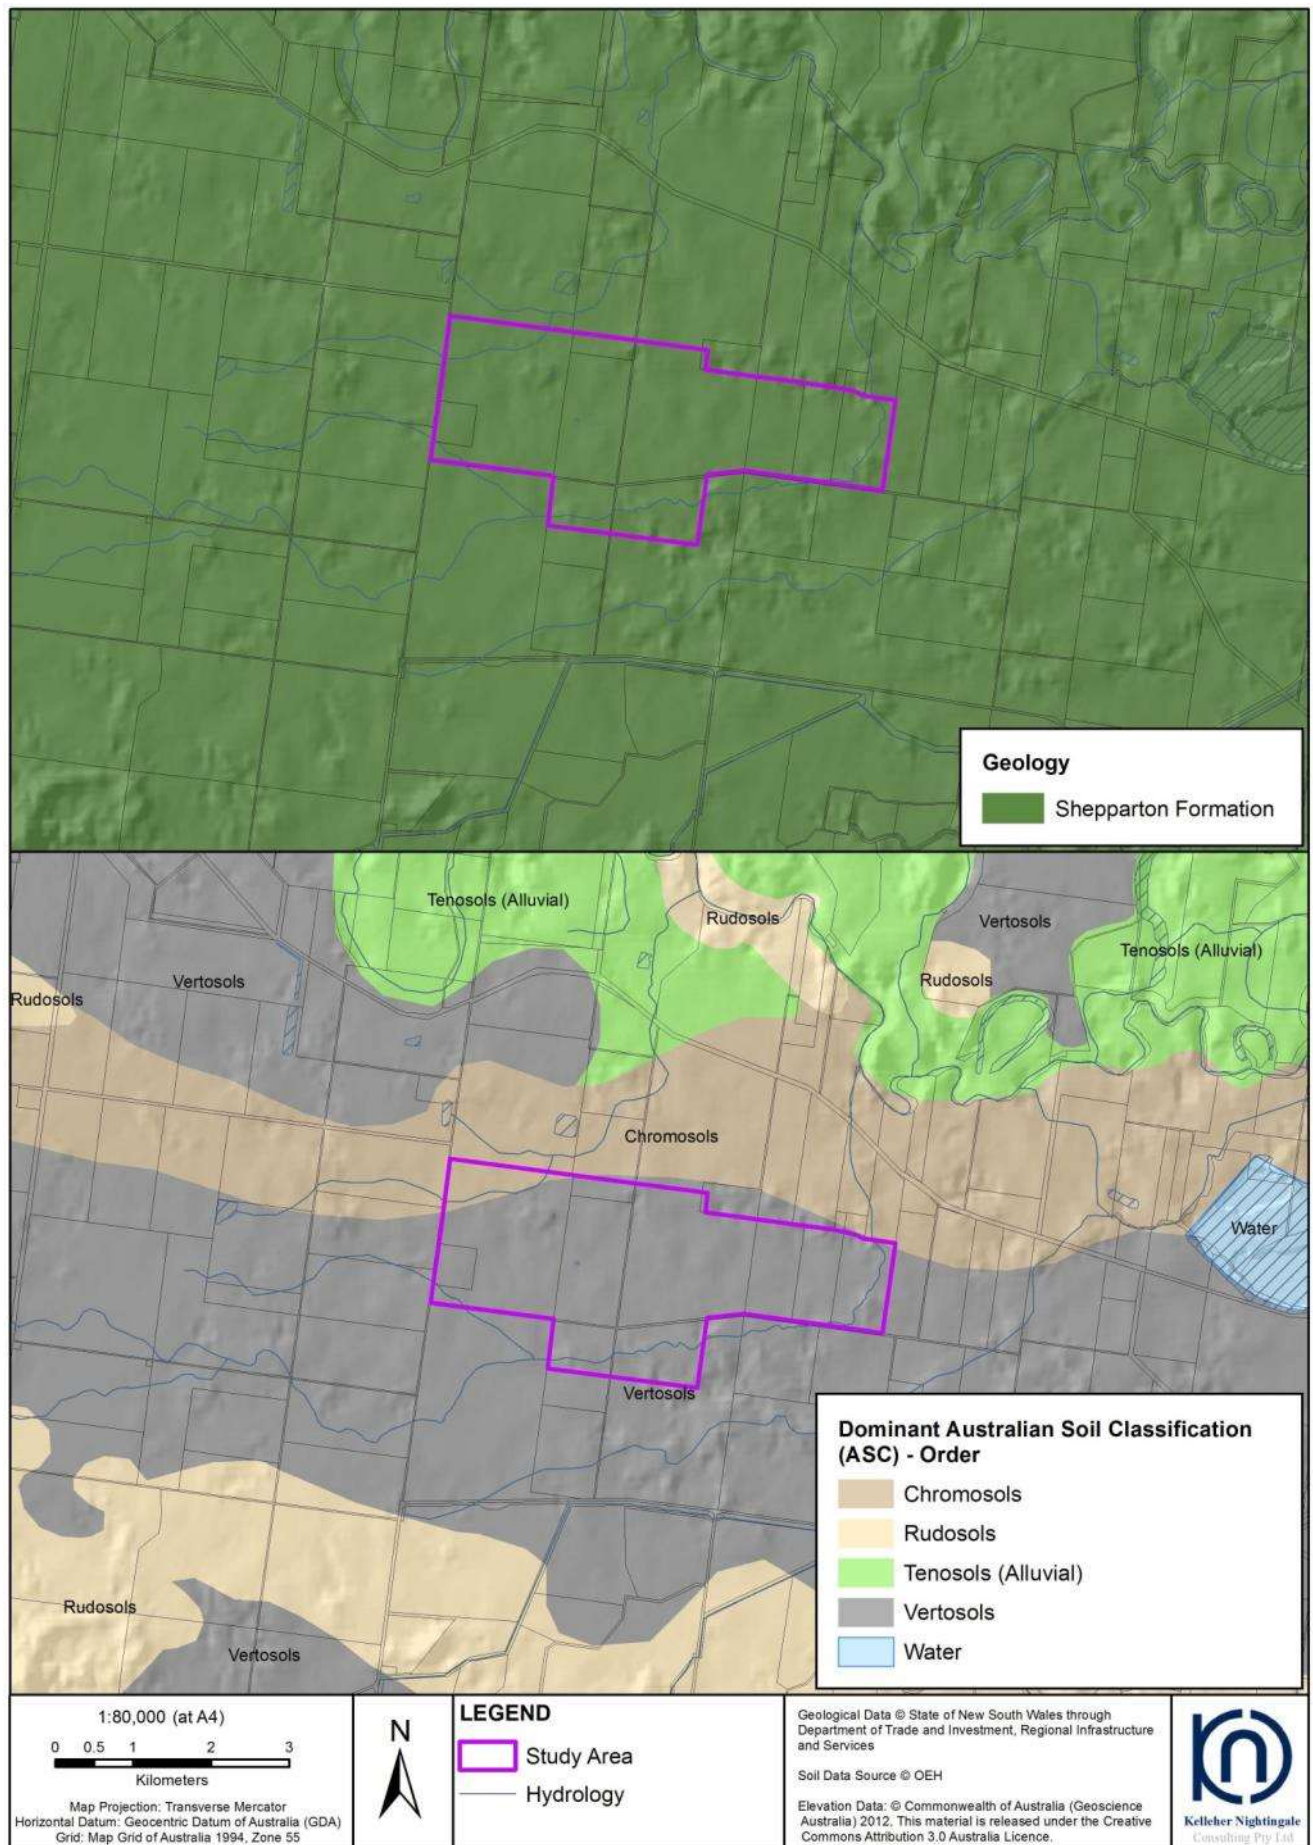 Geology
Shepparton Formation
Tenosols (Alluvial)
Rudosols
Vertosols
Tenosols (Alluvial)
Vertosols
Rudosols
Rudosols
Chromosols
Water
Vertosols
Rudosols
Vertosols
Dominant Australian Soil Classification
(ASC) - Order
Chromosols
Rudosols
Tenosols (Alluvial)
Vertosols
Water
1:80,000 (at A4)
0 0.5 1 2 3
Kilometers
Map Projection: Transverse Mercator
Horizontal Datum: Geocentric Datum of Australia (GDA)
Grid: Map Grid of Australia 1994, Zone 55
N
LEGEND
Study Area
Hydrology
Geological Data © State of New South Wales through
Department of Trade and Investment, Regional Infrastructure
and Services
Soil Data Source © OEH
Elevation Data: © Commonwealth of Australia (Geoscience
Australia) 2012. This material is released under the Creative
Commons Attribution 3.0 Australia Licence.
Kelleher Nightingale
Consulting Pty Ltd